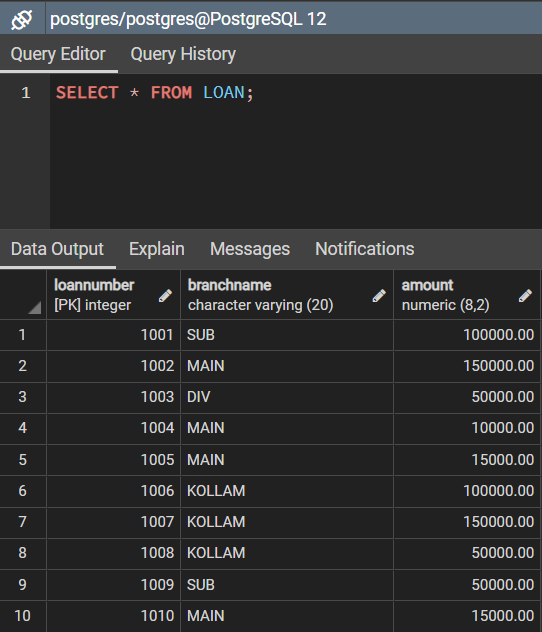 postgres/postgres@PostgreSQL 12
Query Editor Query History
1 SELECT * FROM LOAN;
Data Output Explain Messages Notifications
loannumber branchname amount
[PK] integer character varying (20) numeric (8,2)
1 1001 SUB 100000.00
2 1002 MAIN 150000.00
3 1003 DIV 50000.00
4 1004 MAIN 10000.00
5 1005 MAIN 15000.00
6 1006 KOLLAM 100000.00
7 1007 KOLLAM 150000.00
8 1008 KOLLAM 50000.00
9 1009 SUB 50000.00
10 1010 MAIN 15000.00